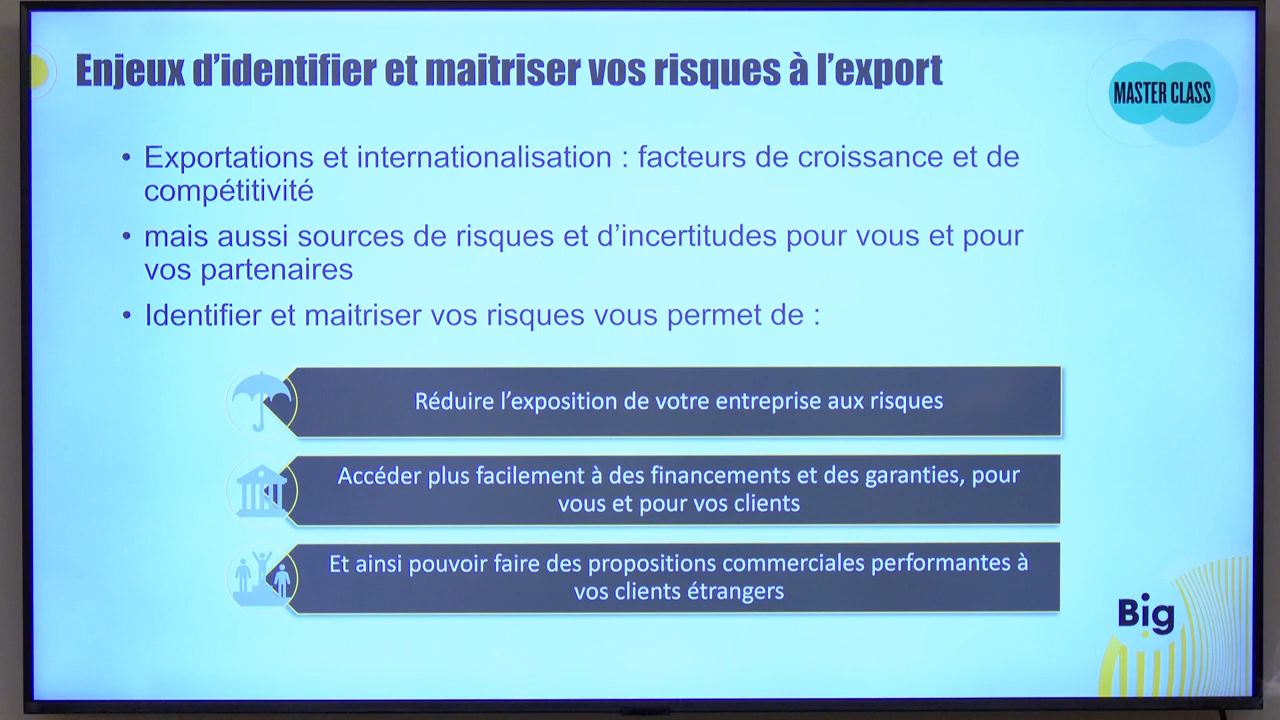 Enjeux d’identifier et maitriser vos risques à l’export
MASTER CLASS
• Exportations et internationalisation : facteurs de croissance et de
compétitivité
• mais aussi sources de risques et d’incertitudes pour vous et pour
vos partenaires
• Identifier et maitriser vos risques vous permet de :
Réduire l’exposition de votre entreprise aux risques
Accéder plus facilement à des financements et des garanties, pour
vous et pour vos clients
Et ainsi pouvoir faire des propositions commerciales performantes à
vos clients étrangers
Big